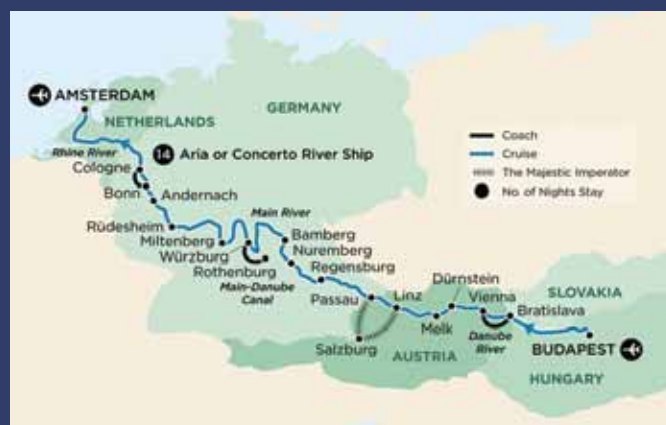 AMSTERDAM
NETHERLANDS
GERMANY
Rhine River
14 Aria or Concerto River Ship
Cologne
Bonn
Andernach
Rüdesheim
Miltenberg
Würzburg
Rothenburg
Main River
Bamberg
Nuremberg
Main-Danube
Canal
Regensburg
Passau
Linz
Dürnstein
Melk
Vienna
Bratislava
Danube
River
Salzburg
AUSTRIA
SLOVAKIA
BUDAPEST
HUNGARY
Coach
Cruise
The Majestic Imperator
No. of Nights Stay